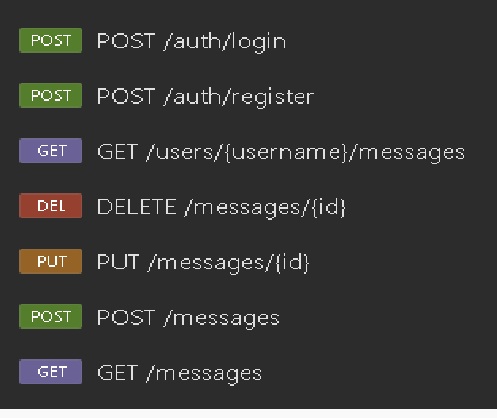 POST POST /auth/login
POST POST /auth/register
GET GET /users/{username}/messages
DEL DELETE /messages/{id}
PUT PUT /messages/{id}
POST POST /messages
GET GET /messages